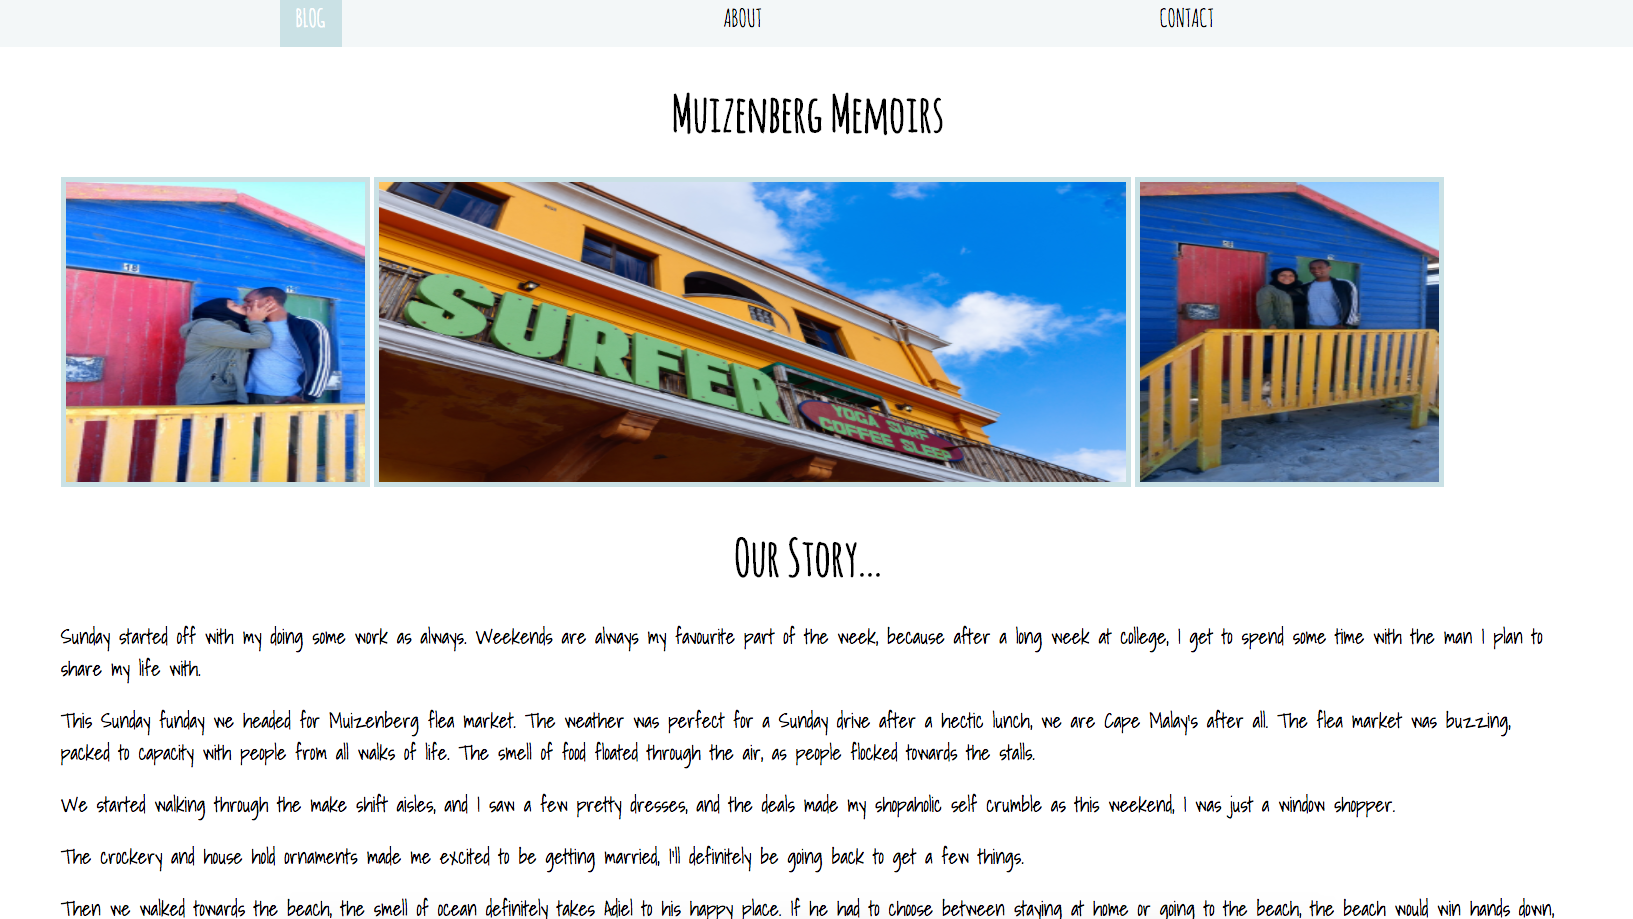 BLOG
ABOUT
CONTACT
MUIZENBERG MEMOIRS
18
SURFER
YOGA SURF
COFFEE SLEEP
OUR STORY...
Sunday started off with my doing some work as always. Weekends are always my favourite part of the week, because after a long week at college, I get to spend some time with the man I plan to
share my life with.
This Sunday funday we headed for Muizenberg flea market. The weather was perfect for a Sunday drive after a hectic lunch, we are Cape Malay's after all. The flea market was buzzing,
packed to capacity with people from all walks of life. The smell of food floated through the air, as people flocked towards the stalls.
We started walking through the make shift aisles, and I saw a few pretty dresses, and the deals made my shopaholic self crumble as this weekend, I was just a window shopper.
The crockery and house hold ornaments made me excited to be getting married, I'll definitely be going back to get a few things.
Then we walked towards the beach, the smell of ocean definitely takes Adiel to his happy place. If he had to choose between staying at home or going to the beach, the beach would win hands down,